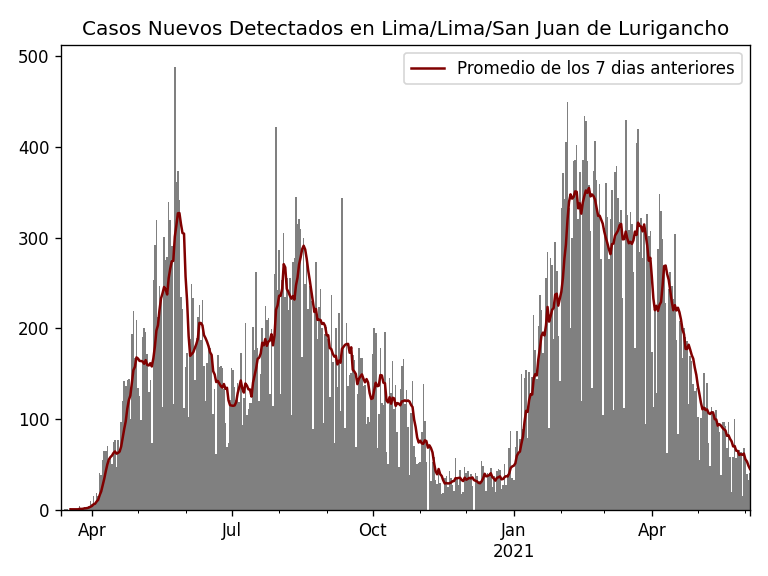 Casos Nuevos Detectados en Lima/Lima/San Juan de Lurigancho
Promedio de los 7 dias anteriores
500
400
300
200
100
0
Apr
Jul
Oct
Jan
2021
Apr